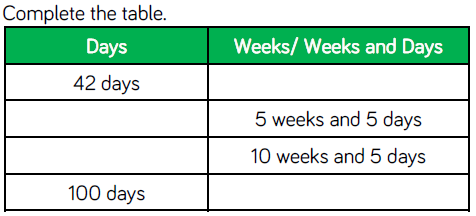 Complete the table.
Days Weeks/ Weeks and Days
42 days
5 weeks and 5 days
10 weeks and 5 days
100 days